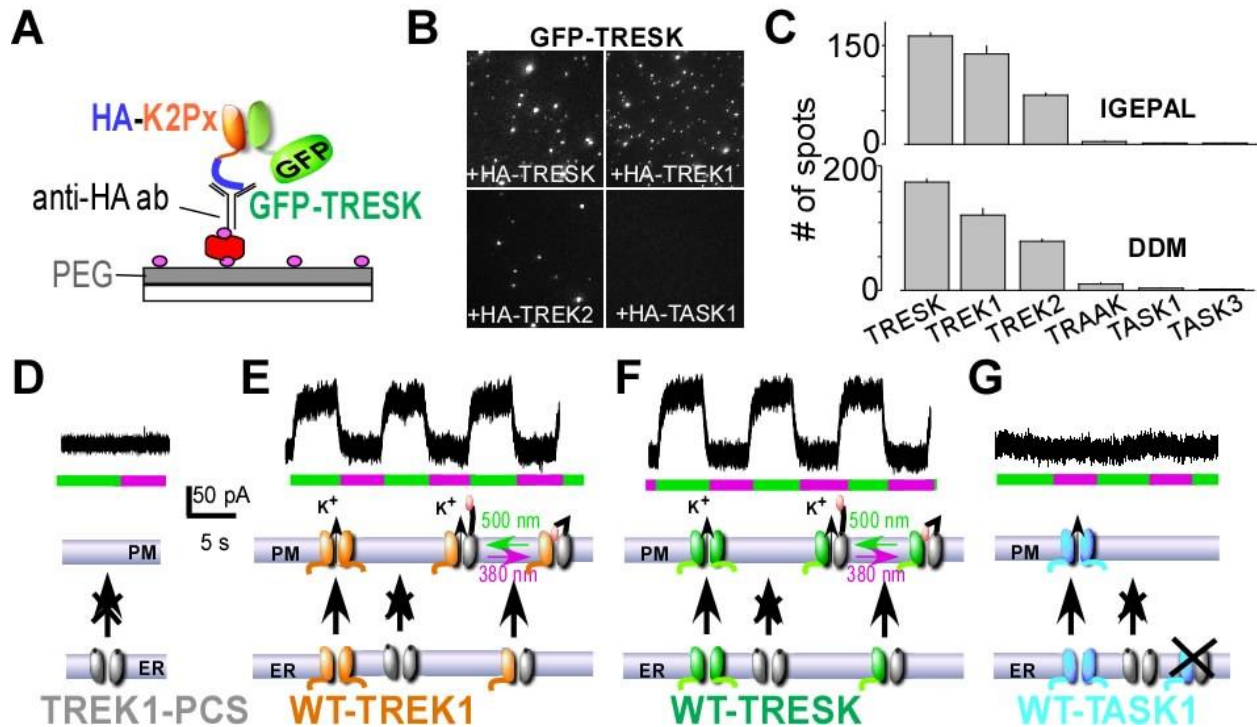 A
HA-K2Px
GFP
anti-HA ab
GFP-TRESK
PEG
B
GFP-TRESK
+HA-TRESK
+HA-TREK1
+HA-TREK2
+HA-TASK1
C
150
IGEPAL
0
200
# of spots
DDM
0
TRESK
TREK1
TREK2
TRAAK
TASK1
TASK3
D
50 pA
5 s
PM
ER
TREK1-PCS
E
K+
K+
500 nm
PM
380 nm
ER
WT-TREK1
F
K+
K+
500 nm
PM
380 nm
ER
WT-TRESK
G
PM
ER
WT-TASK1